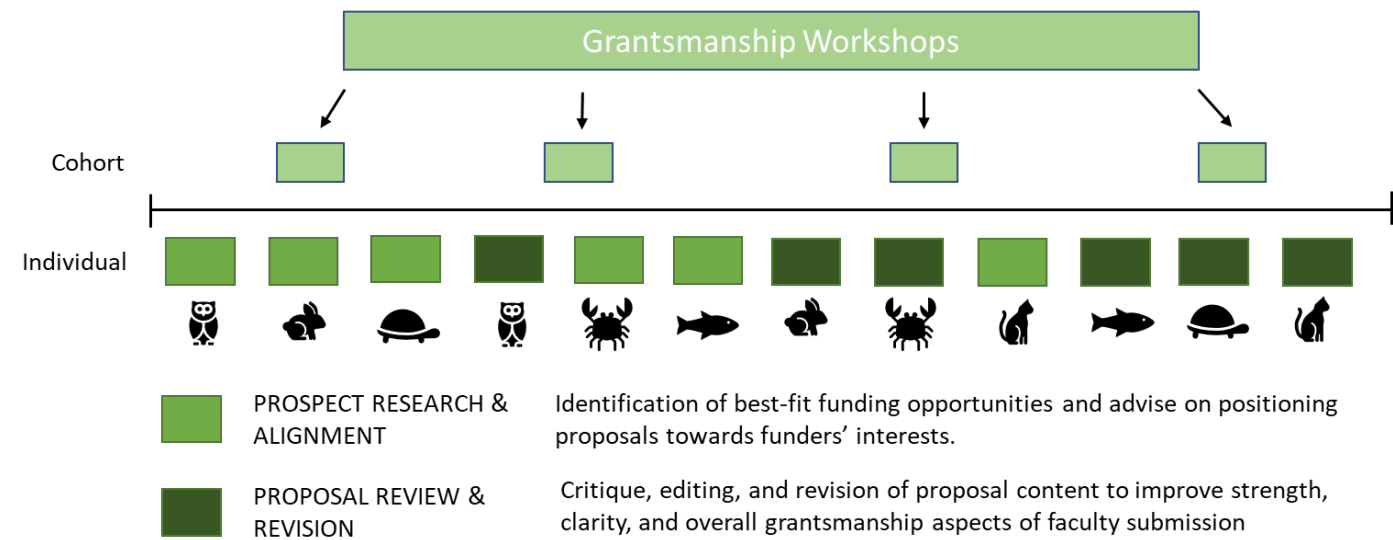 Grantsmanship Workshops
Cohort
Individual
PROSPECT RESEARCH &
ALIGNMENT
Identification of best-fit funding opportunities and advise on positioning
proposals towards funders’ interests.
PROPOSAL REVIEW &
REVISION
Critique, editing, and revision of proposal content to improve strength,
clarity, and overall grantsmanship aspects of faculty submission